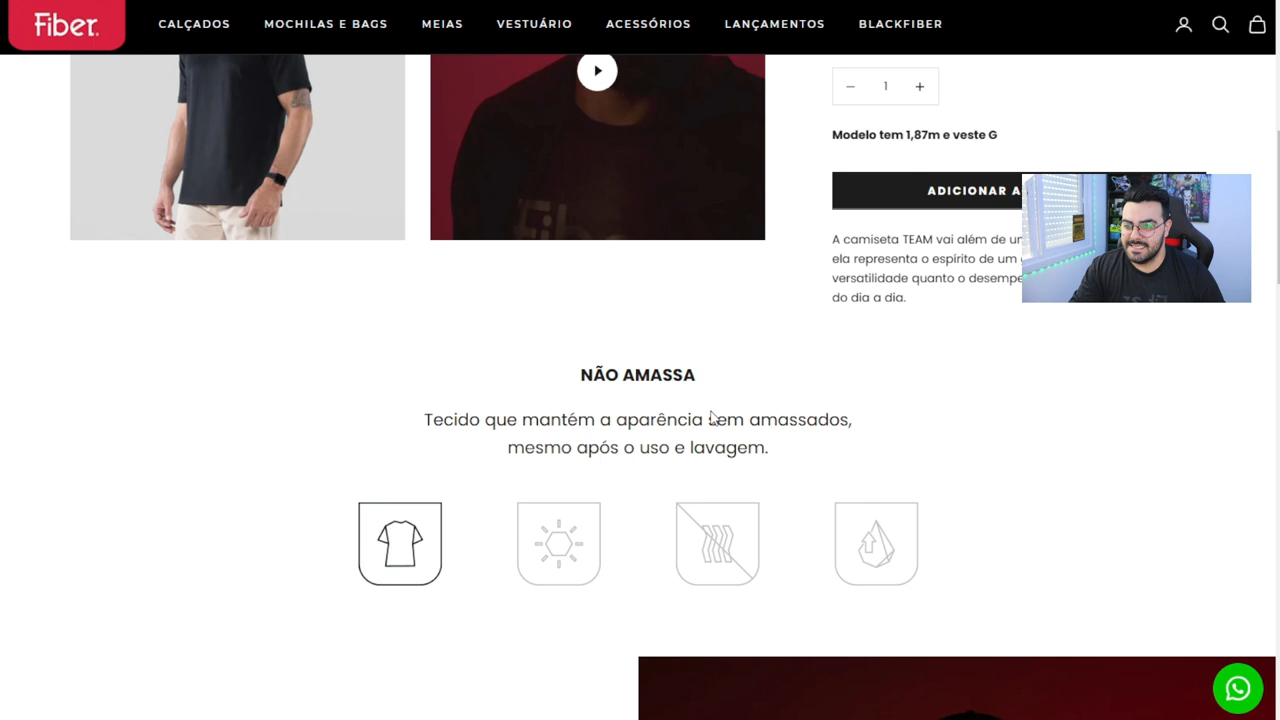 Fiber.
CALÇADOS MOCHILAS E BAGS MEIAS VESTUÁRIO ACESSÓRIOS LANÇAMENTOS BLACKFIBER
1
Modelo tem 1,87m e veste G
ADICIONAR A
A camiseta TEAM vai além de
ela representa o espírito de um
versatilidade quanto o
do dia a dia.
NÃO AMASSA
Tecido que mantém a aparência sem amassados,
mesmo após o uso e lavagem.